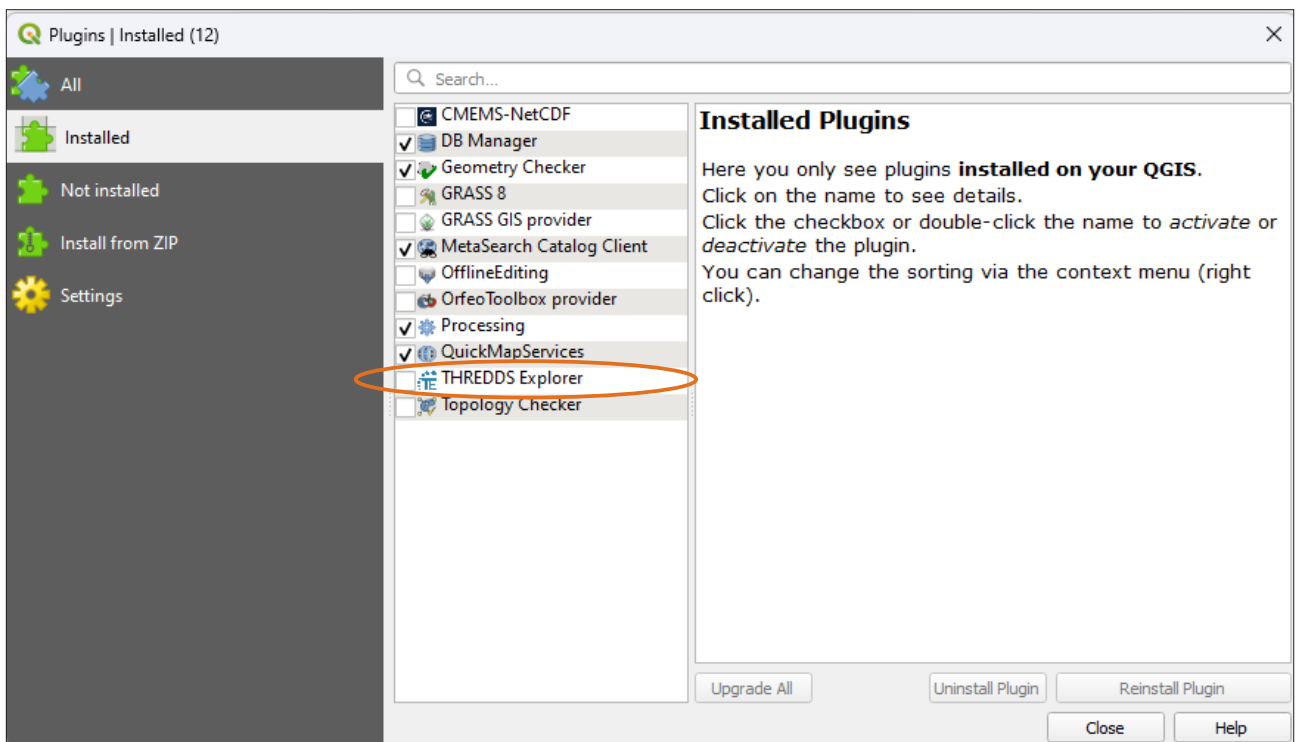 Plugins | Installed (12)
All
Installed
Not installed
Install from ZIP
Settings
Search...
CMEMS-NetCDF
DB Manager
Geometry Checker
GRASS 8
GRASS GIS provider
MetaSearch Catalog Client
OfflineEditing
OrfeoToolbox provider
Processing
QuickMapServices
TE THREDDS Explorer
Topology Checker
Installed Plugins
Here you only see plugins installed on your QGIS.
Click on the name to see details.
Click the checkbox or double-click the name to activate or
deactivate the plugin.
You can change the sorting via the context menu (right
click).
Upgrade All
Uninstall Plugin
Reinstall Plugin
Close
Help